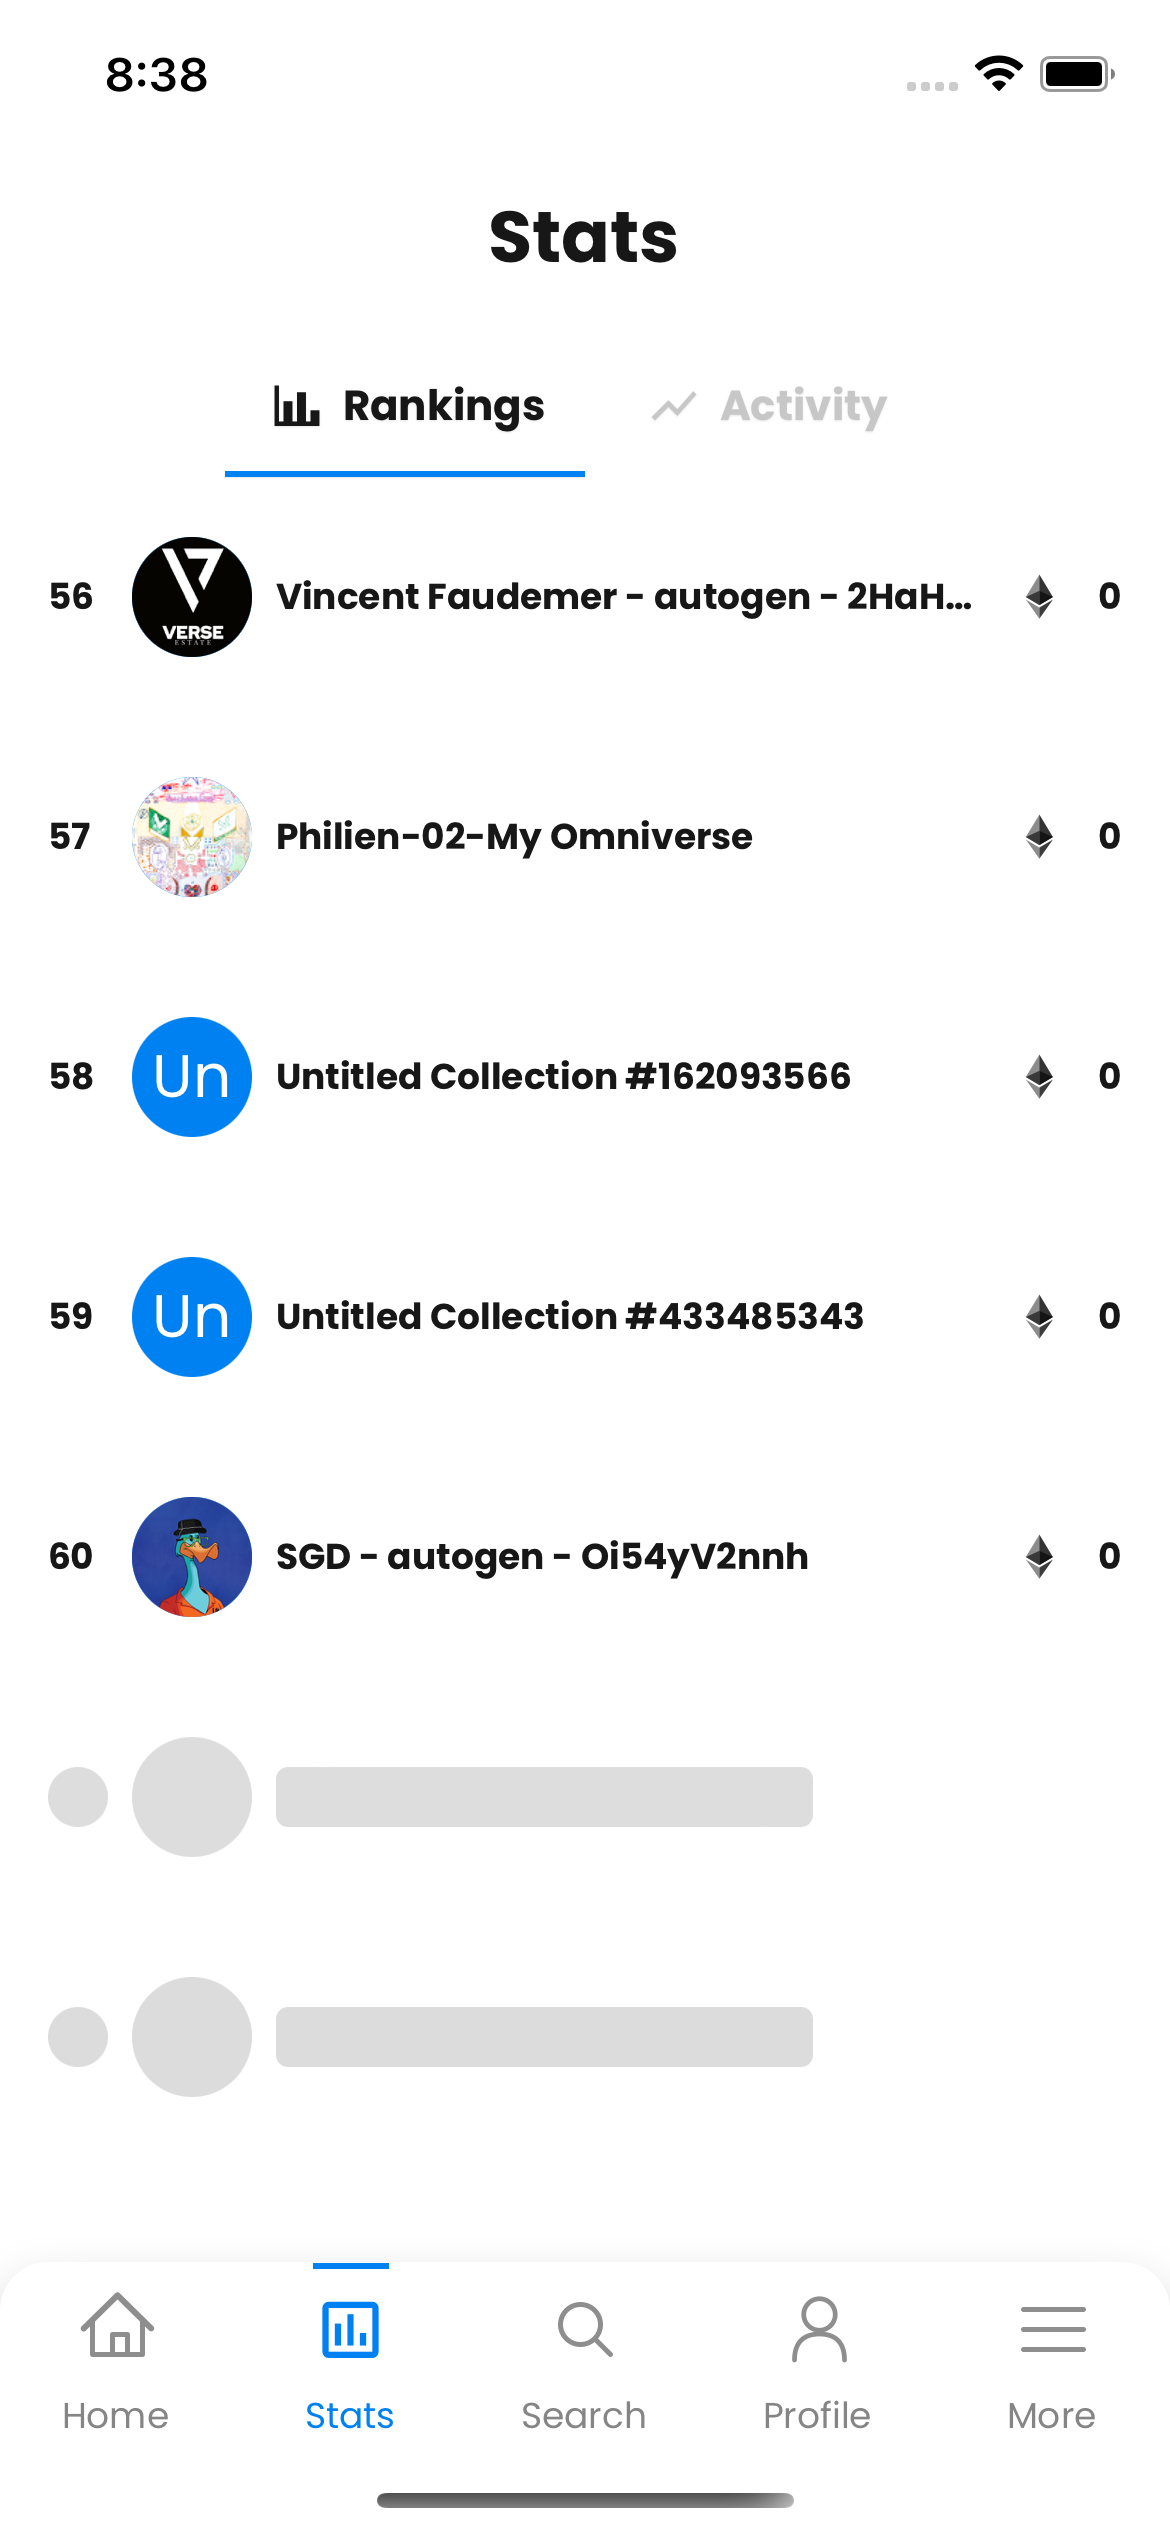 8:38
Stats
Rankings
Activity
56
VERSE
ESTATE
Vincent Faudemer - autogen - 2HaH...
0
57
Philien-02-My Omniverse
0
58
Un
Untitled Collection #162093566
0
59
Un
Untitled Collection #433485343
0
60
SGD - autogen - Oi54yV2nnh
0
Home
Stats
Search
Profile
More